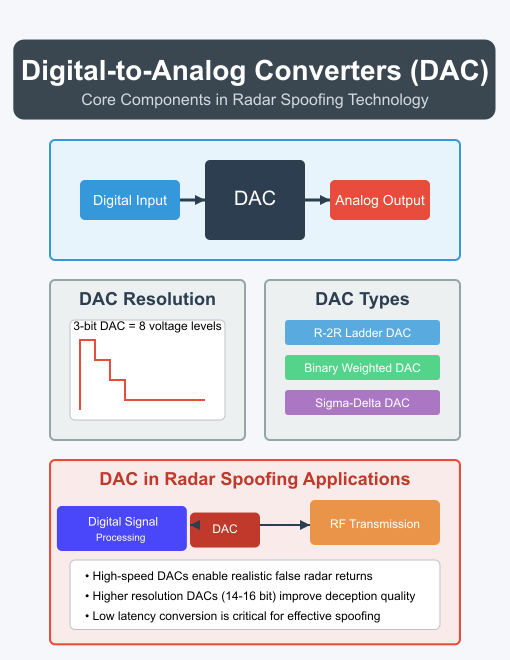 Digital-to-Analog Converters (DAC)
Core Components in Radar Spoofing Technology
Digital Input
DAC
Analog Output
DAC Resolution
3-bit DAC = 8 voltage levels
DAC Types
R-2R Ladder DAC
Binary Weighted DAC
Sigma-Delta DAC
DAC in Radar Spoofing Applications
Digital Signal
Processing
DAC
RF Transmission
• High-speed DACs enable realistic false radar returns
• Higher resolution DACs (14-16 bit) improve deception quality
• Low latency conversion is critical for effective spoofing